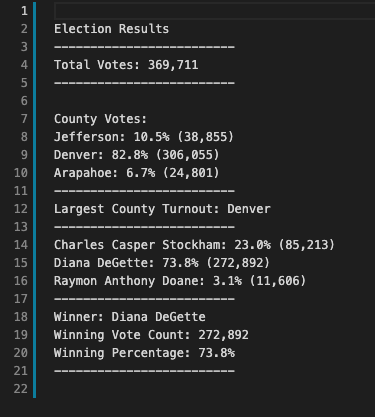 1
2 Election Results
3 -------------------------
4 Total Votes: 369,711
5 -------------------------
6
7 County Votes:
8 Jefferson: 10.5% (38,855)
9 Denver: 82.8% (306,055)
10 Arapahoe: 6.7% (24,801)
11 -------------------------
12 Largest County Turnout: Denver
13 -------------------------
14 Charles Casper Stockham: 23.0% (85,213)
15 Diana DeGette: 73.8% (272,892)
16 Raymon Anthony Doane: 3.1% (11,606)
17 -------------------------
18 Winner: Diana DeGette
19 Winning Vote Count: 272,892
20 Winning Percentage: 73.8%
21 -------------------------
22